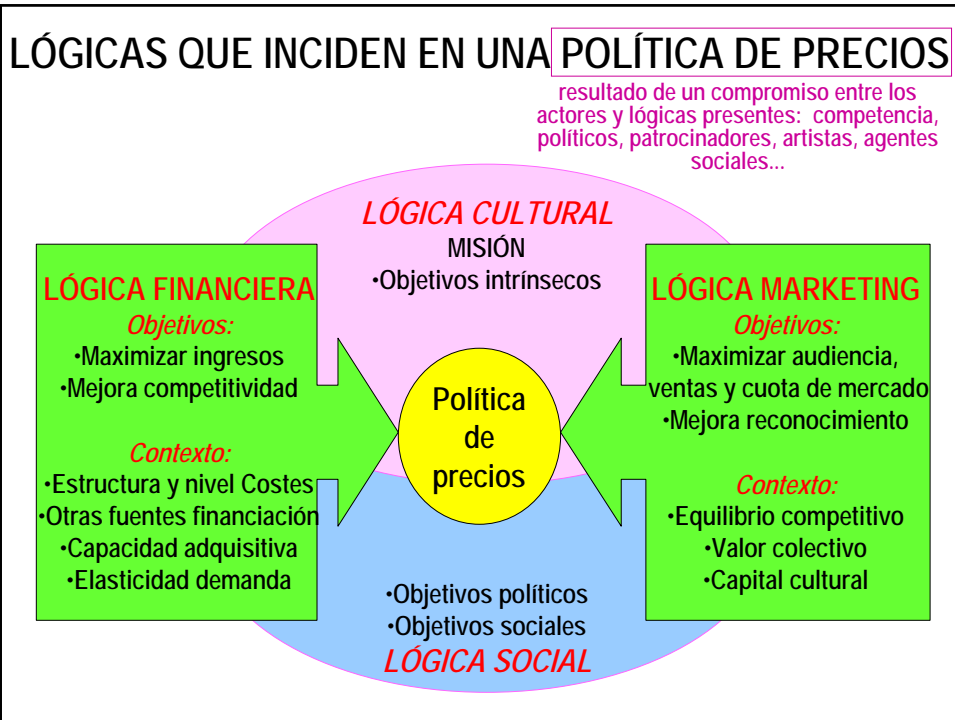 LÓGICAS QUE INCIDEN EN UNA POLÍTICA DE PRECIOS
resultado de un compromiso entre los
actores y lógicas presentes: competencia,
políticos, patrocinadores, artistas, agentes
sociales...
LÓGICA CULTURAL
MISIÓN
•Objetivos intrínsecos
LÓGICA FINANCIERA
Objetivos:
•Maximizar ingresos
•Mejora competitividad
Contexto:
•Estructura y nivel Costes
•Otras fuentes financiación
•Capacidad adquisitiva
•Elasticidad demanda
Política
de
precios
LÓGICA MARKETING
Objetivos:
•Maximizar audiencia,
ventas y cuota de mercado
•Mejora reconocimiento
Contexto:
•Equilibrio competitivo
•Valor colectivo
•Capital cultural
•Objetivos políticos
•Objetivos sociales
LÓGICA SOCIAL